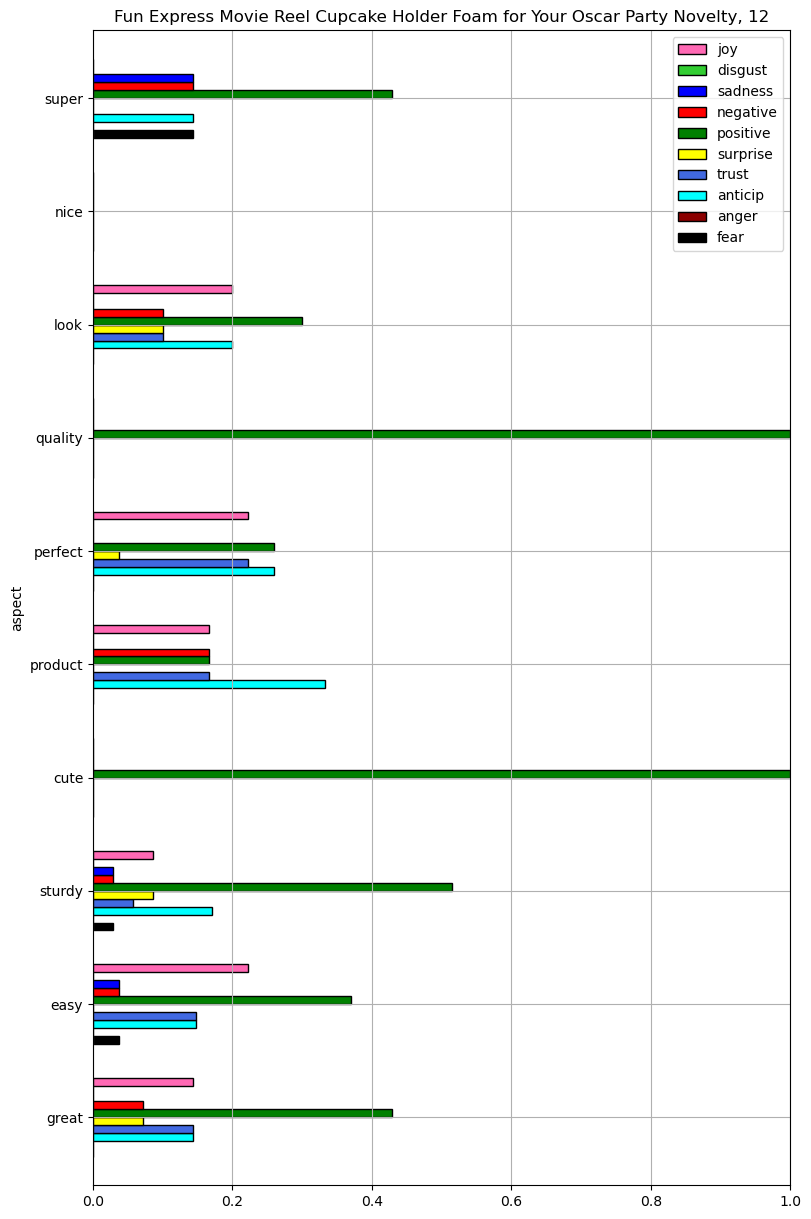 Fun Express Movie Reel Cupcake Holder Foam for Your Oscar Party Novelty, 12
joy
disgust
sadness
negative
positive
surprise
trust
anticip
anger
fear
super
nice
look
quality
perfect
product
cute
sturdy
easy
great
aspect
0.0 0.2 0.4 0.6 0.8 1.0